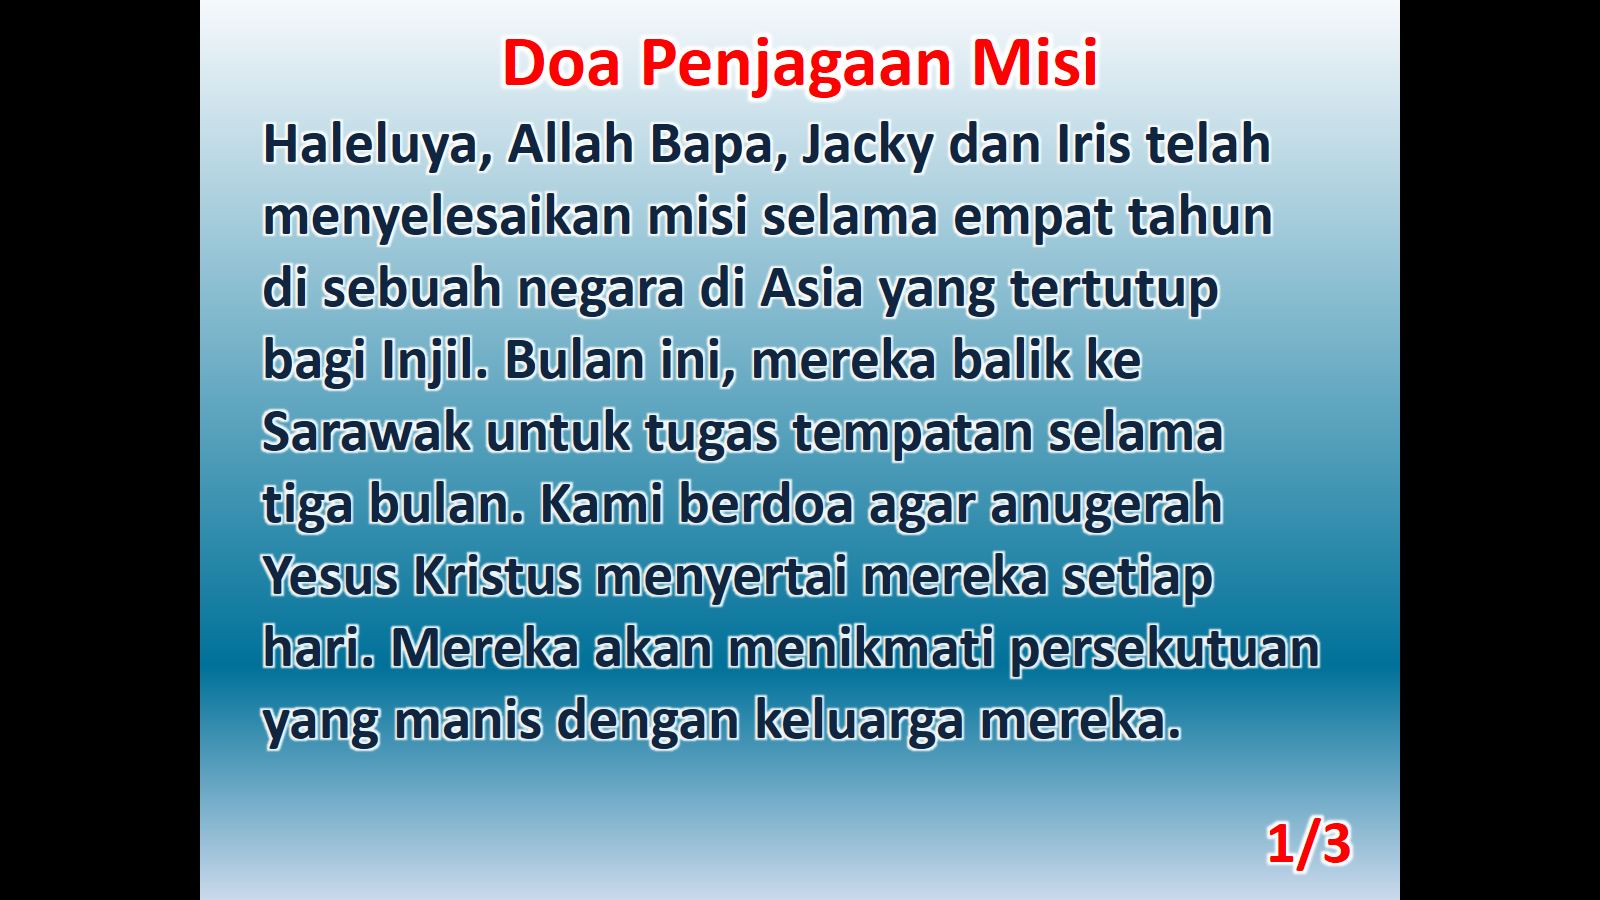 Doa Penjagaan Misi
Haleluya, Allah Bapa, Jacky dan Iris telah
menyelesaikan misi selama empat tahun
di sebuah negara di Asia yang tertutup
bagi Injil. Bulan ini, mereka balik ke
Sarawak untuk tugas tempatan selama
tiga bulan. Kami berdoa agar anugerah
Yesus Kristus menyertai mereka setiap
hari. Mereka akan menikmati persekutuan
yang manis dengan keluarga mereka.
1/3